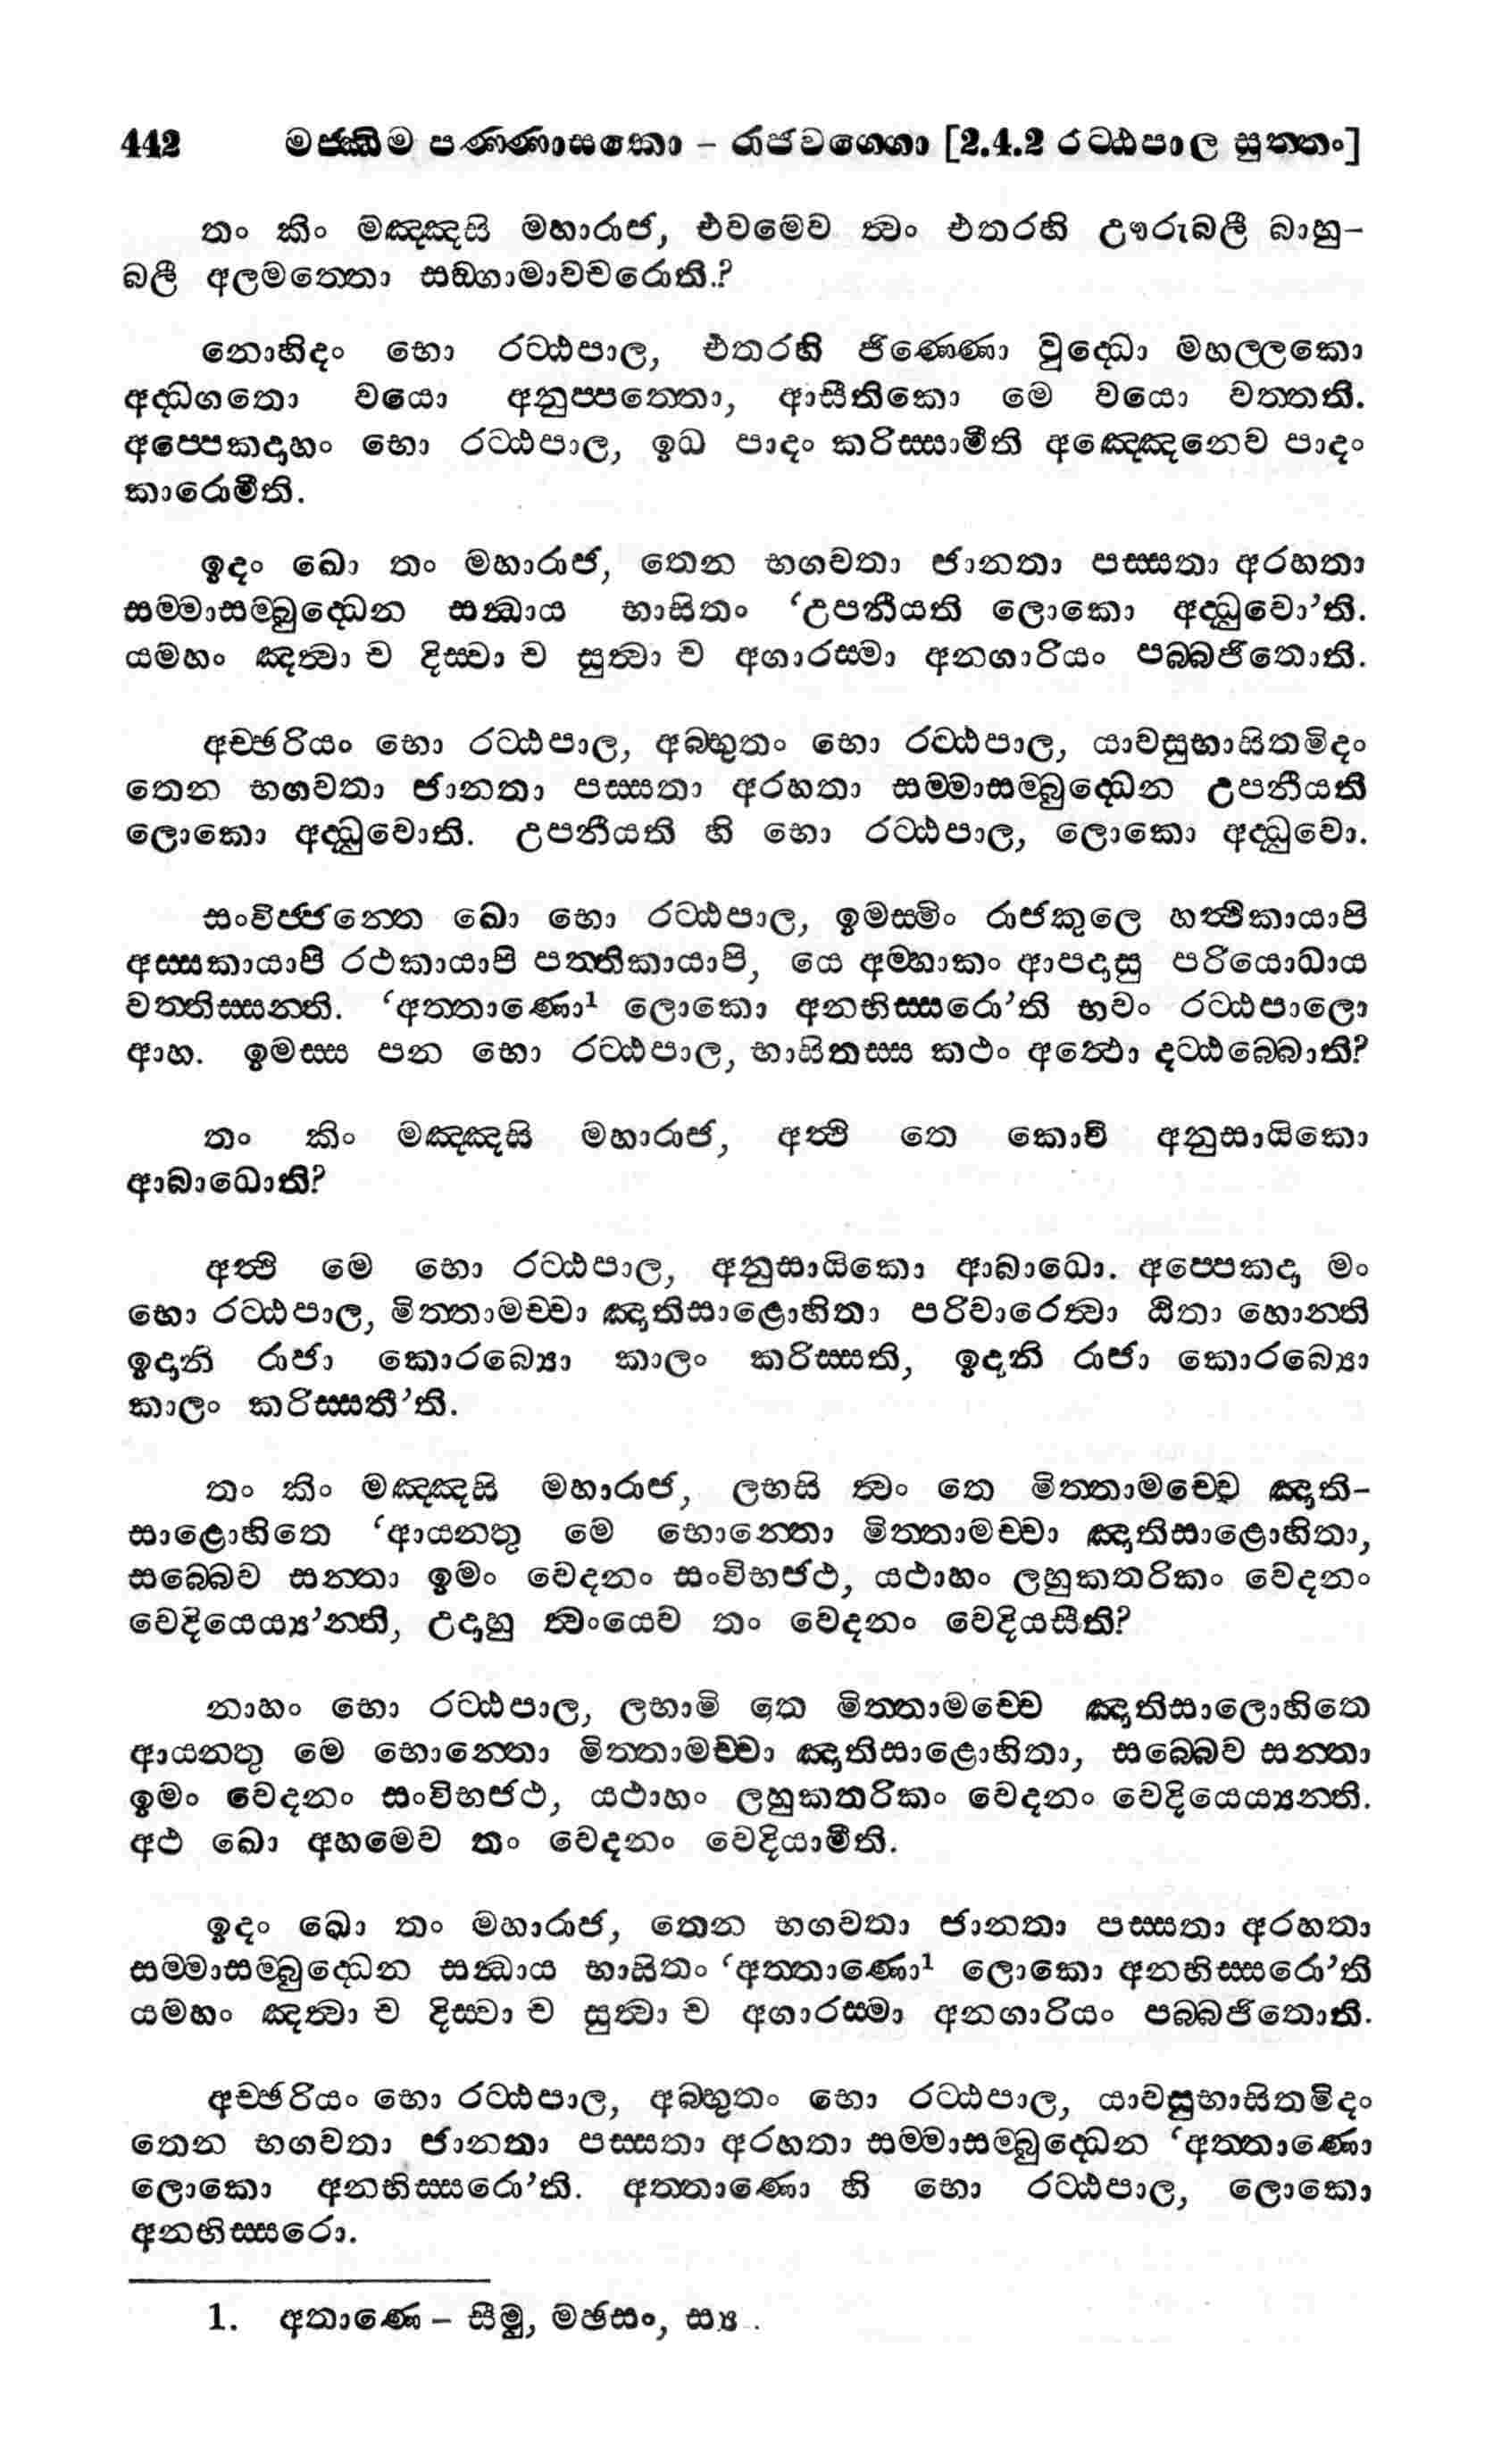 442 මජ්ඣිම පණ්ණාසකො – රාජවග්ගො [2.4.2 රට්ඨපාල සුත්තං]
තං කිං මඤ්ඤසි මහාරාජ, එවමෙව ත්වං එතරහි ඌරුබලී බාහු-
බලී අලමත්තො සඞ්ගාමාවචරොති.?
නොහිදං භො රට්ඨපාල, එතරහි ජිණ්ණො වුද්ධො මහල්ලකො
අද්ධගතො වයො අනුප්පත්තො, ආසීතිකො මෙ වයො වත්තති.
අප්පෙකදාහං භො රට්ඨපාල, ඉධ පාදං කරිස්සාමීති අඤ්ඤෙනෙව පාදං
කාරොමීති.
ඉදං ඛො තං මහාරාජ, තෙන භගවතා ජානතා පස්සතා අරහතා
සම්මාසම්බුද්ධෙන සන්ධාය භාසිතං ‘උපනීයති ලොකො අද්ධුවො’ති.
යමහං ඤත්වා ච දිස්වා ච සුත්වා ච අගාරස්මා අනගාරියං පබ්බජිතොති.
අච්ඡරියං භො රට්ඨපාල, අබ්භුතං භො රට්ඨපාල, යාවසුභාසිතමිදං
තෙන භගවතා ජානතා පස්සතා අරහතා සම්මාසම්බුද්ධෙන උපනීයති
ලොකො අද්ධුවොති. උපනීයති හි භො රට්ඨපාල, ලොකො අද්ධුවො.
සංවිජ්ජන්තෙ ඛො භො රට්ඨපාල, ඉමස්මිං රාජකුලෙ හත්ථිකායාපි
අස්සකායාපි රථකායාපි පත්තිකායාපි, යෙ අම්හාකං ආපදාසු පරියොධාය
වත්තිස්සන්ති. ‘අත්තාණො1 ලොකො අනභිස්සරො’ති භවං රට්ඨපාලො
ආහ. ඉමස්ස පන භො රට්ඨපාල, භාසිතස්ස කථං අත්ථො දට්ඨබ්බොති?
තං කිං මඤ්ඤසි මහාරාජ, අත්ථි තෙ කොචි අනුසායිකො
ආබාධොති?
අත්ථි මෙ භො රට්ඨපාල, අනුසායිකො ආබාධො. අප්පෙකදා මං
භො රට්ඨපාල, මිත්තාමච්චා ඤාතිසාළොහිතා පරිවාරෙත්වා ඨිතා හොන්ති
ඉදානි රාජා කොරබ්‍යො කාලං කරිස්සති, ඉදානි රාජා කොරබ්‍යො
කාලං කරිස්සතී’ති.
තං කිං මඤ්ඤසි මහාරාජ, ලභසි ත්වං තෙ මිත්තාමච්චෙ ඤාති-
සාළොහිතෙ ‘ආයන්තු මෙ භොන්තො මිත්තාමච්චා ඤාතිසාළොහිතා,
සබ්බෙව සන්තා ඉමං වෙදනං සංවිභජථ, යථාහං ලහුකතරිකං වෙදනං
වෙදියෙය්‍ය’න්ති, උදාහු ත්වංයෙව තං වෙදනං වෙදියසීති?
නාහං භො රට්ඨපාල, ලභාමි තෙ මිත්තාමච්චෙ ඤාතිසාලොහිතෙ
ආයන්තු මෙ භොන්තො මිත්තාමච්චා ඤාතිසාළොහිතා, සබ්බෙව සන්තා
ඉමං වෙදනං සංවිභජථ, යථාහං ලහුකතරිකං වෙදනං වෙදියෙය්‍යන්ති.
අථ ඛො අහමෙව තං වෙදනං වෙදියාමීති.
ඉදං ඛො තං මහාරාජ, තෙන භගවතා ජානතා පස්සතා අරහතා
සම්මාසම්බුද්ධෙන සන්ධාය භාසිතං ‘අත්තාණො1 ලොකො අනභිස්සරො’ති
යමහං ඤත්වා ච දිස්වා ච සුත්වා ච අගාරස්මා අනගාරියං පබ්බජිතොති.
අච්ඡරියං භො රට්ඨපාල, අබ්භුතං භො රට්ඨපාල, යාවසුභාසිතමිදං
තෙන භගවතා ජානතා පස්සතා අරහතා සම්මාසම්බුද්ධෙන ‘අත්තාණො
ලොකො අනභිස්සරො’ති. අත්තාණො හි භො රට්ඨපාල, ලොකො
අනභිස්සරො.
1. අතාණෙ – සීමු, මඡසං, ස්‍ය.